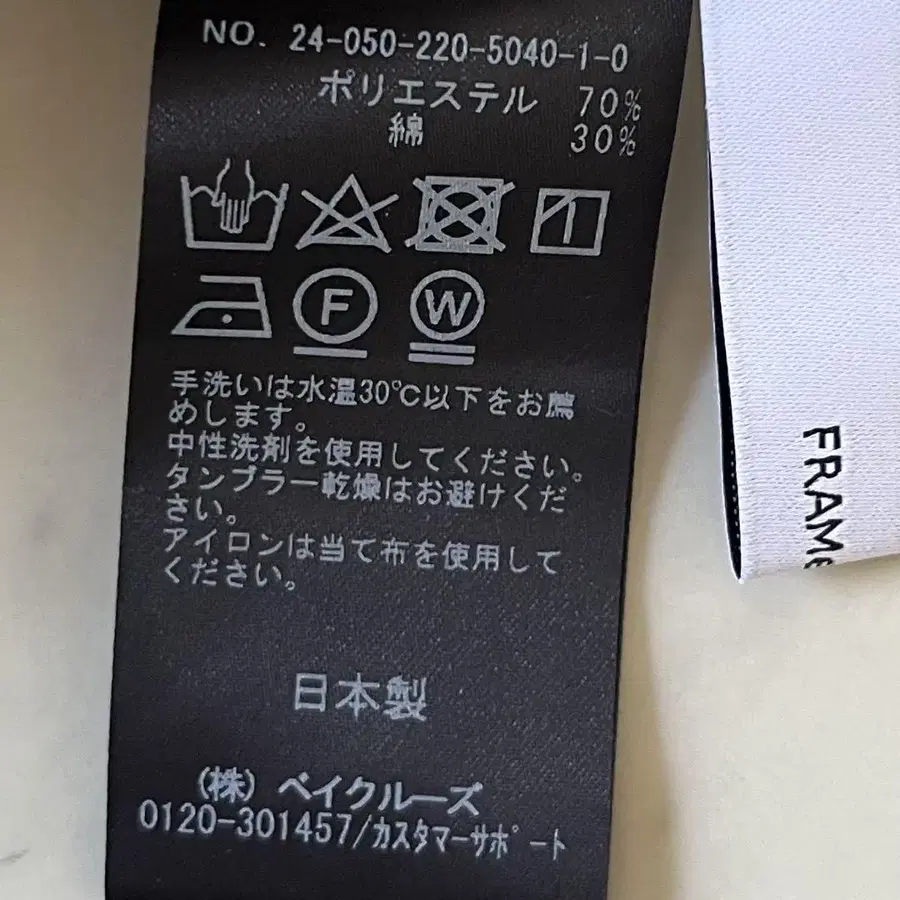 NO. 24-050-220-5040-1-0
ポリエステル 70%
綿 30%
F W
手洗いは水温30℃以下をお薦
めします。
中性洗剤を使用してください。
タンブラー乾燥はお避けくだ
さい。
アイロンは当て布を使用して
ください。
日本製
(株) ベイクルーズ
0120-301457/カスタマーサポート
FRAMe